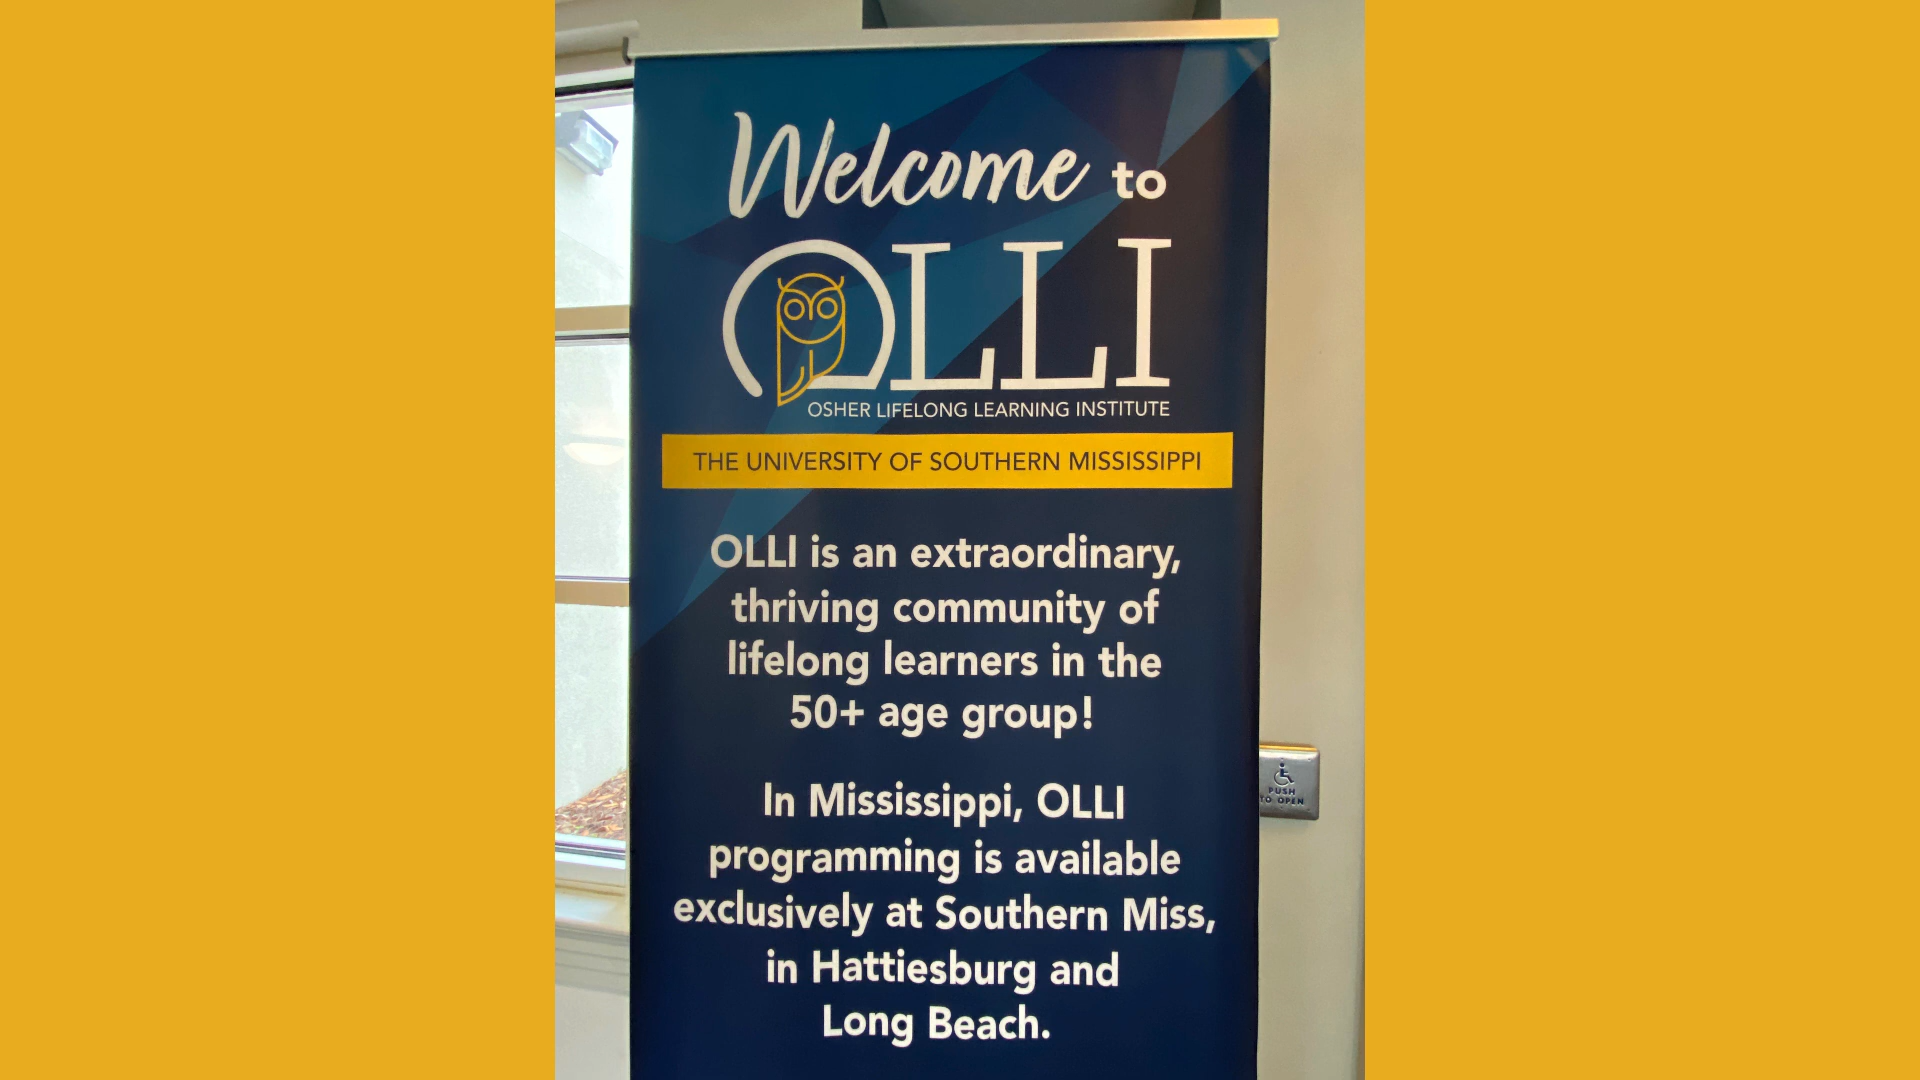 Welcome to
OLLI
OSHER LIFELONG LEARNING INSTITUTE
THE UNIVERSITY OF SOUTHERN MISSISSIPPI
OLLI is an extraordinary,
thriving community of
lifelong learners in the
50+ age group!
In Mississippi, OLLI
programming is available
exclusively at Southern Miss,
in Hattiesburg and
Long Beach.
PUSH
TO OPEN